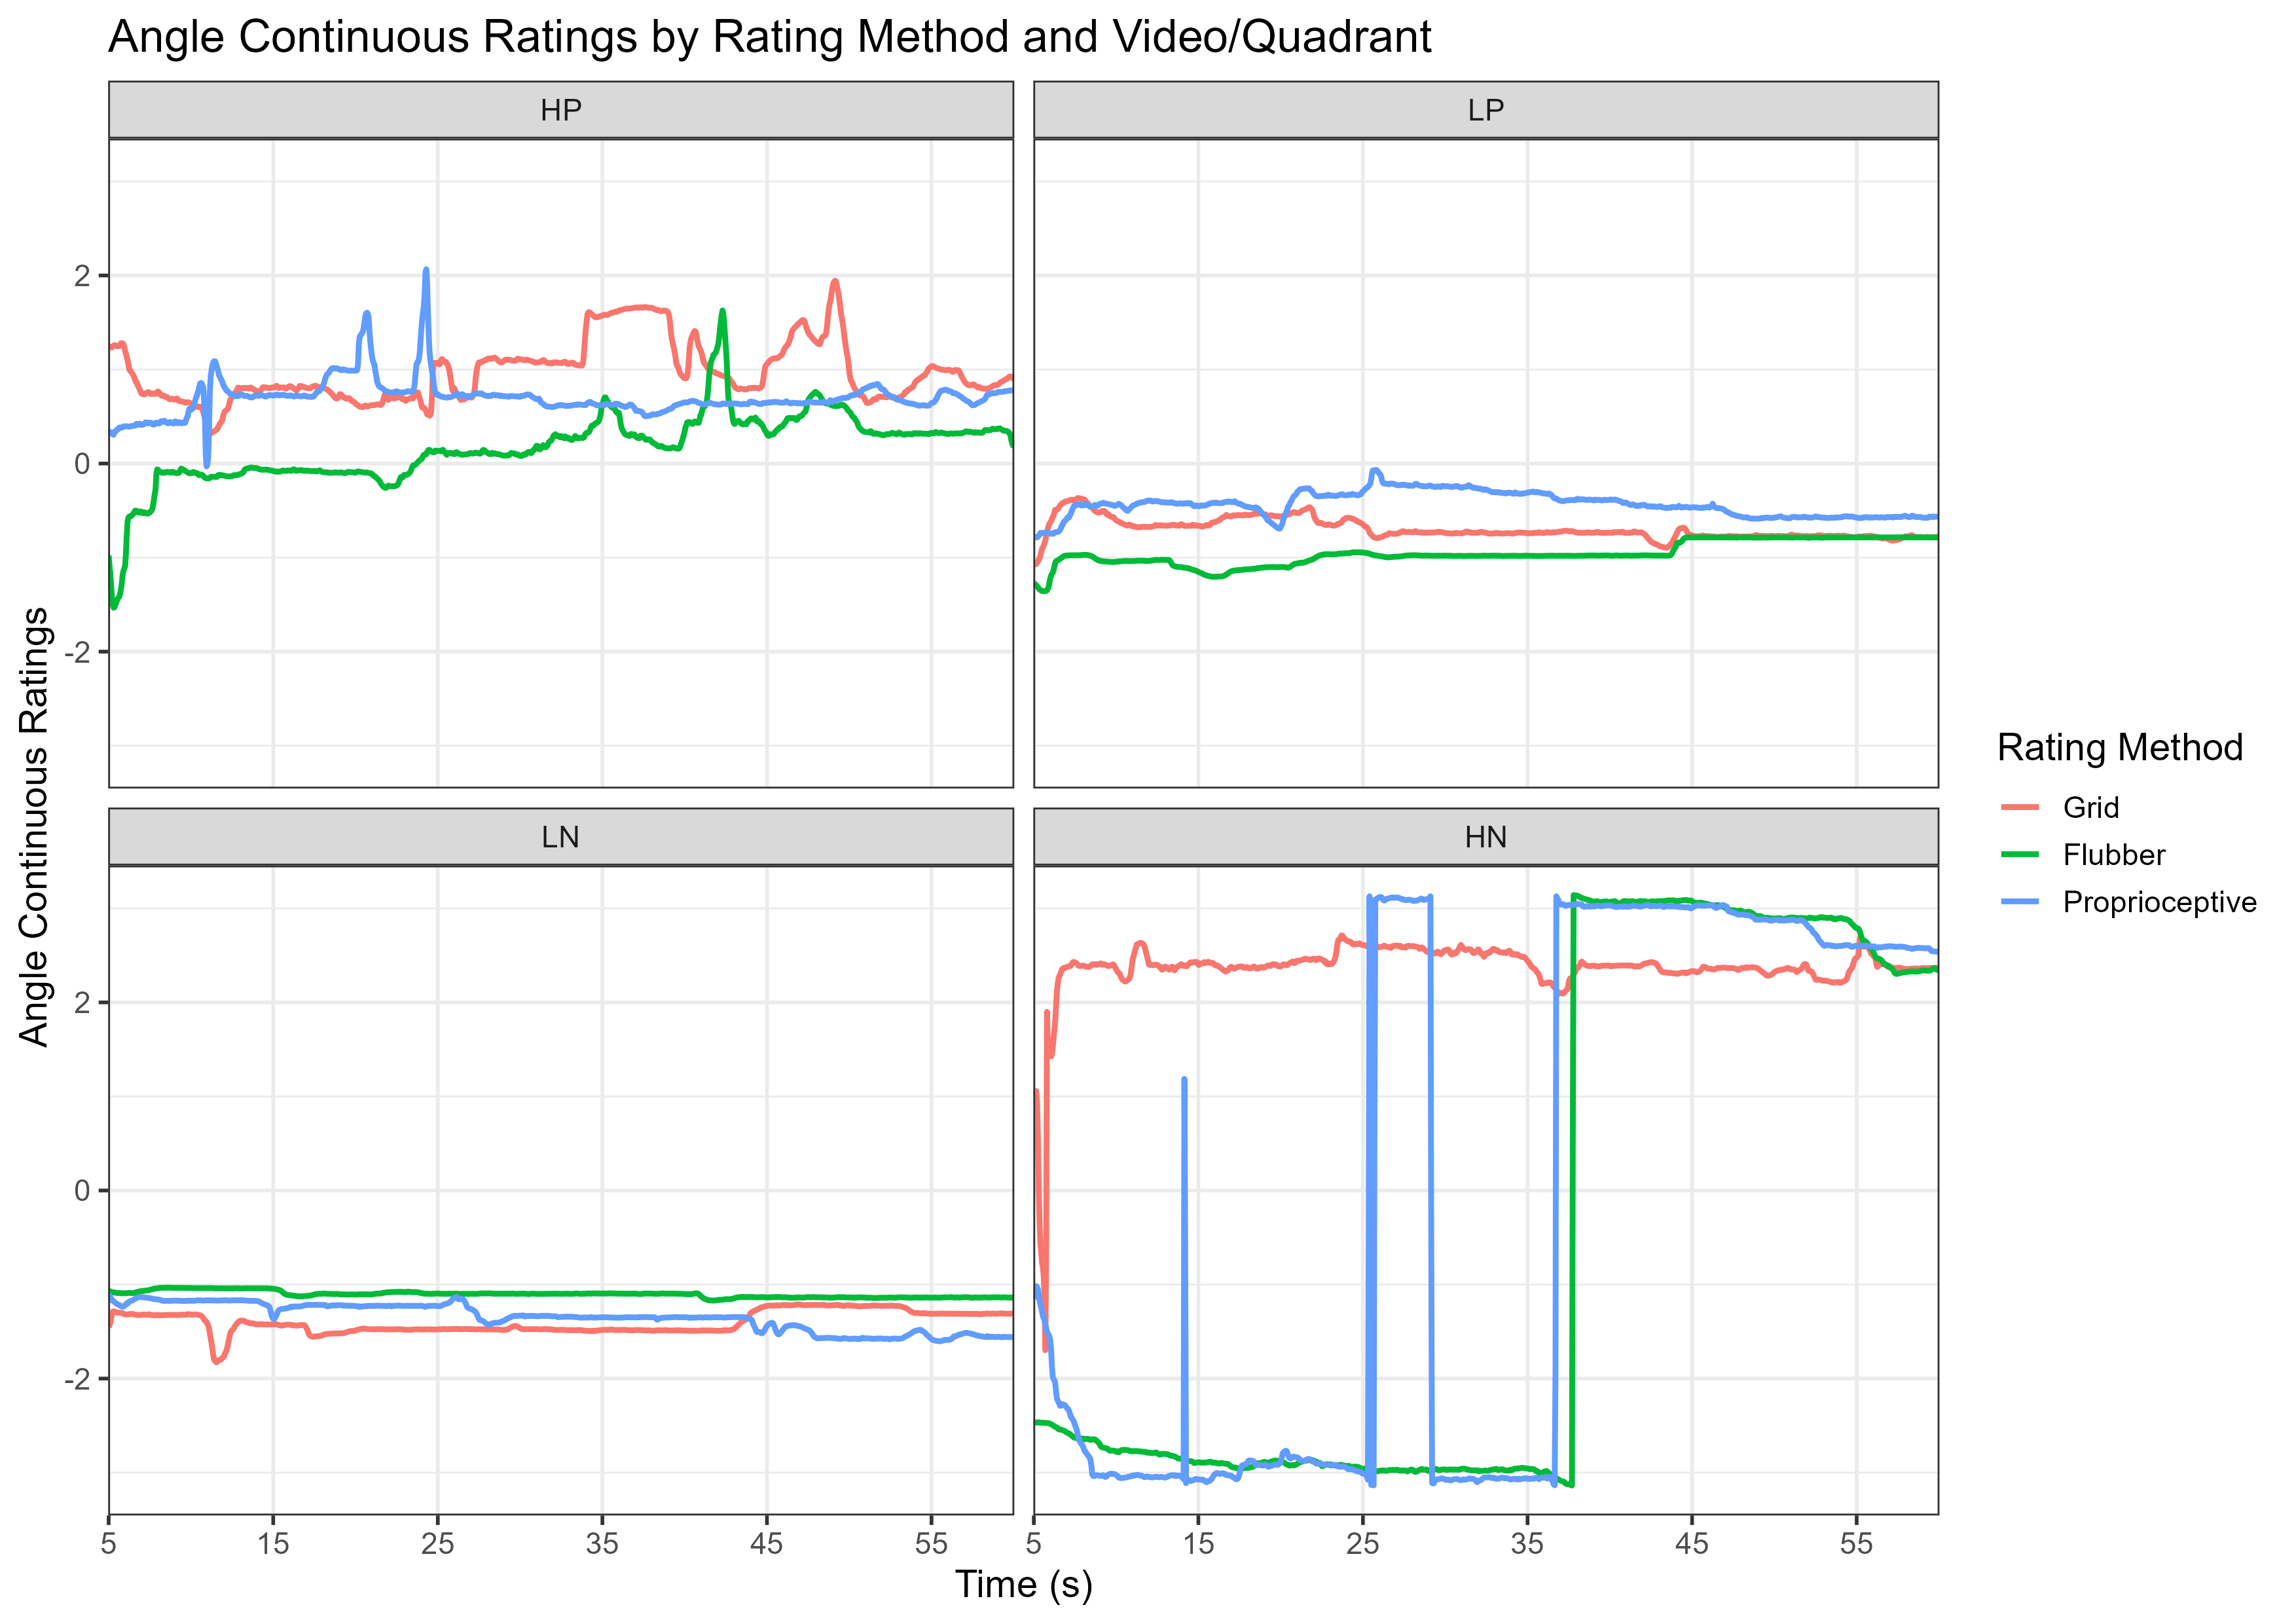 Angle Continuous Ratings by Rating Method and Video/Quadrant
HP
LP
2
0
-2
LN
HN
2
0
-2
5 15 25 35 45 55
5 15 25 35 45 55
Time (s)
Angle Continuous Ratings
Rating Method
Grid
Flubber
Proprioceptive